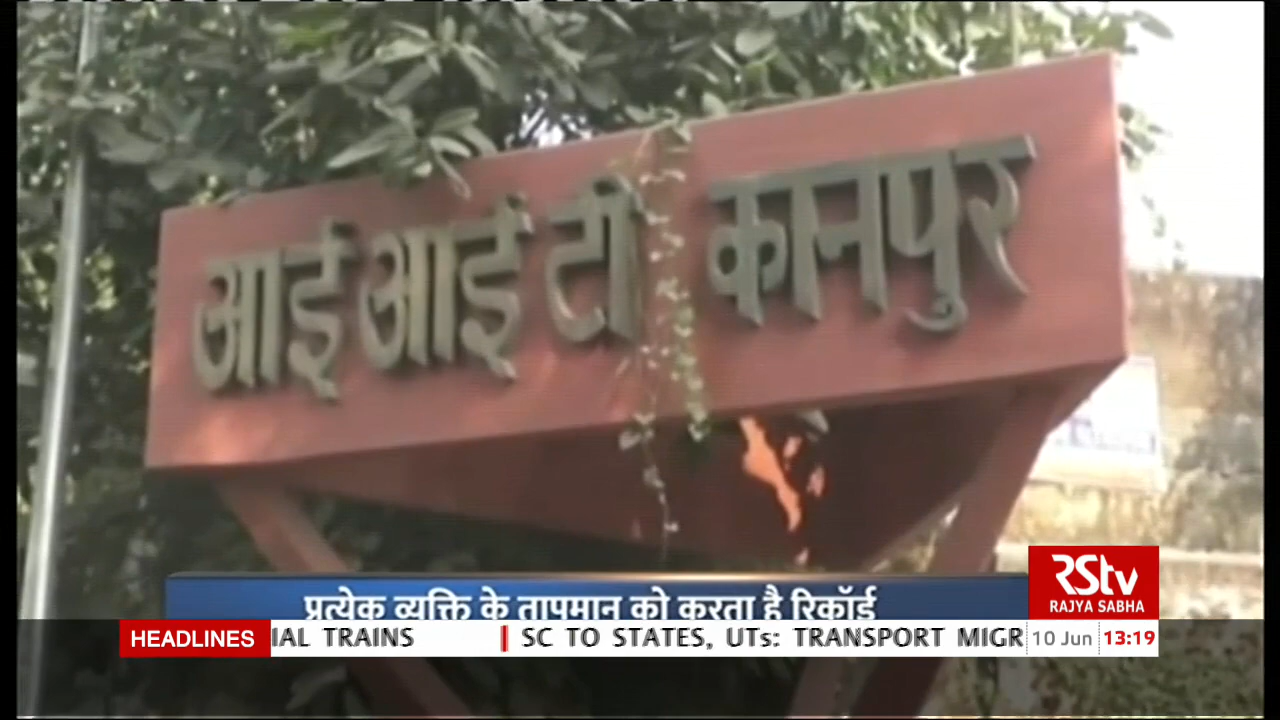 आई आई टी कानपुर
प्रत्येक व्यक्ति के तापमान को करता है रिकॉर्ड
RStv
RAJYA SABHA
HEADLINES IAL TRAINS | SC TO STATES, UTs: TRANSPORT MIGR 10 Jun 13:19